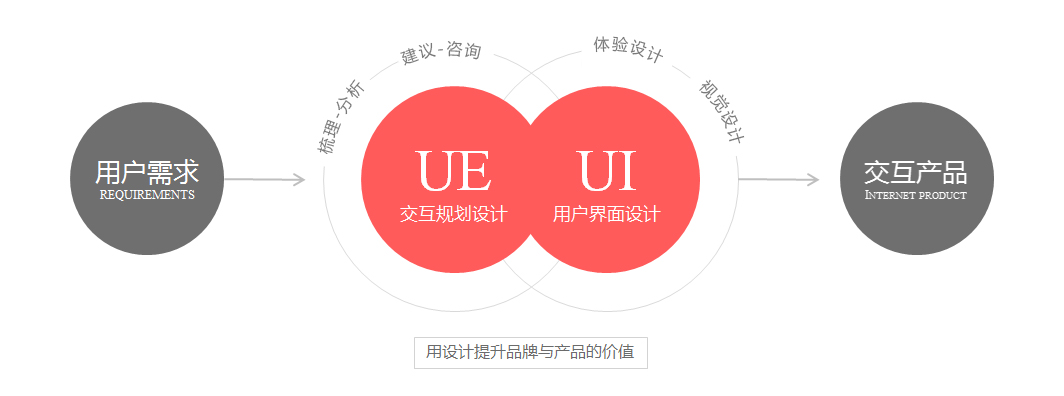 用户需求
REQUIREMENTS
梳理-分析
建议-咨询
UE
交互规划设计
体验设计
视觉设计
UI
用户界面设计
交互产品
INTERNET PRODUCT
用设计提升品牌与产品的价值